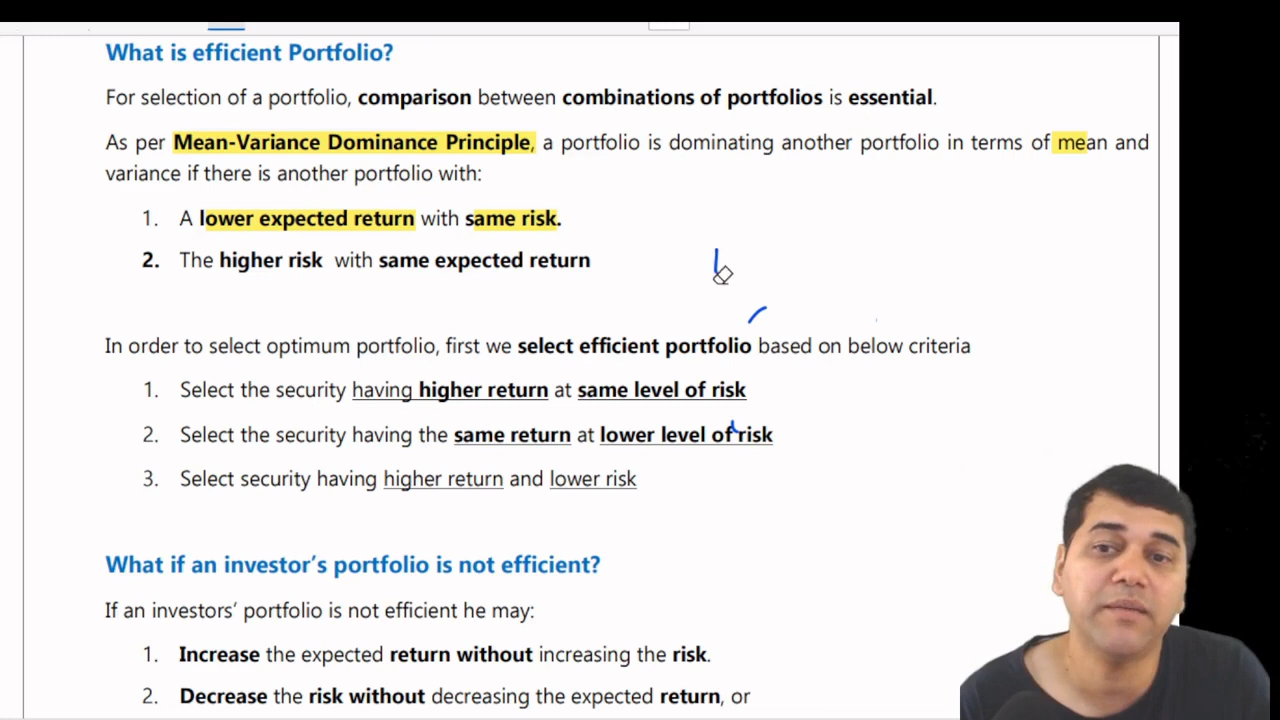 What is efficient Portfolio?
For selection of a portfolio, comparison between combinations of portfolios is essential.
As per Mean-Variance Dominance Principle, a portfolio is dominating another portfolio in terms of mean and
variance if there is another portfolio with:
1. A lower expected return with same risk.
2. The higher risk with same expected return
In order to select optimum portfolio, first we select efficient portfolio based on below criteria
1. Select the security having higher return at same level of risk
2. Select the security having the same return at lower level of risk
3. Select security having higher return and lower risk
What if an investor’s portfolio is not efficient?
If an investors’ portfolio is not efficient he may:
1. Increase the expected return without increasing the risk.
2. Decrease the risk without decreasing the expected return, or